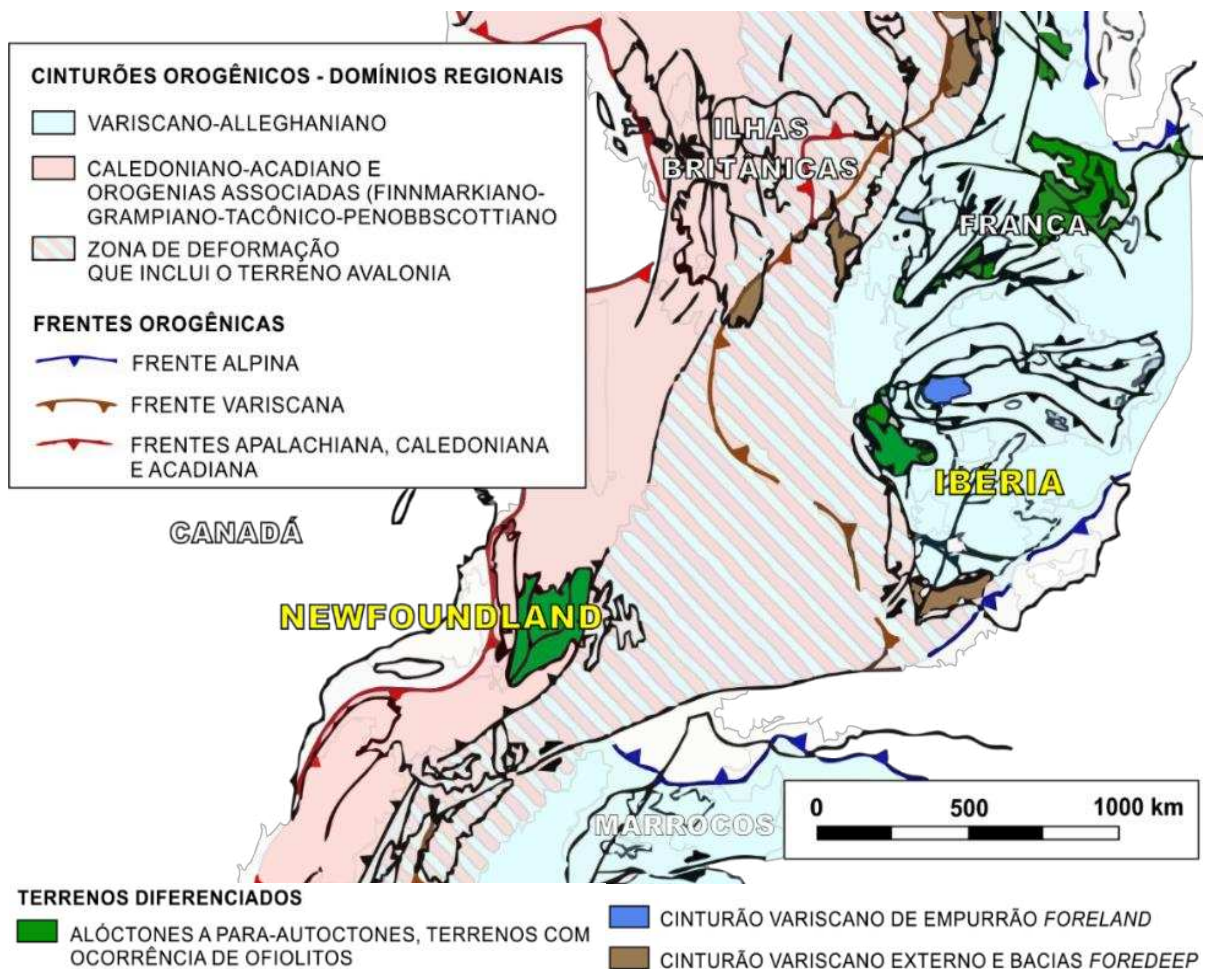 CINTURÕES OROGÊNICOS - DOMÍNIOS REGIONAIS
VARISCANO-ALLEGHANIANO
CALEDONIANO-ACADIANO E
OROGENIAS ASSOCIADAS (FINNMARKIANO-
GRAMPIANO-TACÔNICO-PENOBBSCOTTIANO
ZONA DE DEFORMAÇÃO
QUE INCLUI O TERRENO AVALONIA
FRENTES OROGÊNICAS
FRENTE ALPINA
FRENTE VARISCANA
FRENTES APALACHIANA, CALEDONIANA
E ACADIANA
ILHAS
BRITÂNICAS
FRANÇA
IBÉRIA
CANADÁ
NEWFOUNDLAND
MARROCOS
0 500 1000 km
TERRENOS DIFERENCIADOS
ALÓCTONES A PARA-AUTOCTONES, TERRENOS COM
OCORRÊNCIA DE OFIOLITOS
CINTURÃO VARISCANO DE EMPURRÃO FORELAND
CINTURÃO VARISCANO EXTERNO E BACIAS FOREDEEP